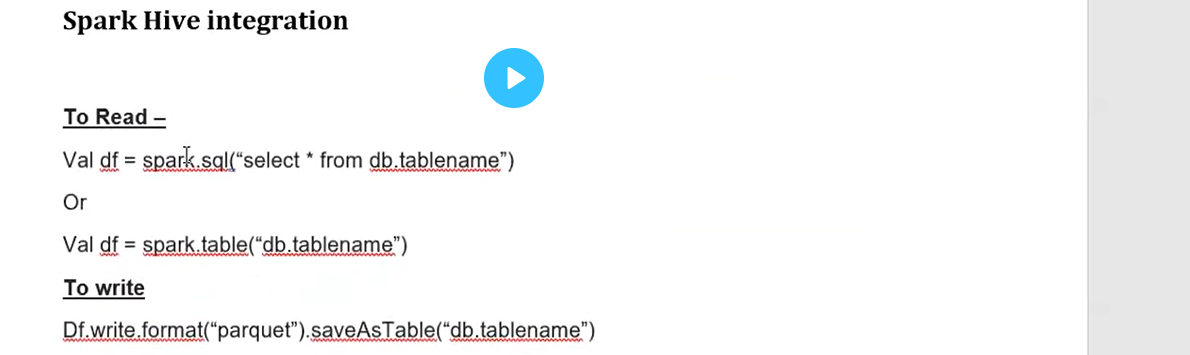 Spark Hive integration
To Read –
Val df = spark.sql(“select * from db.tablename”)
Or
Val df = spark.table(“db.tablename”)
To write
Df.write.format(“parquet”).saveAsTable(“db.tablename”)